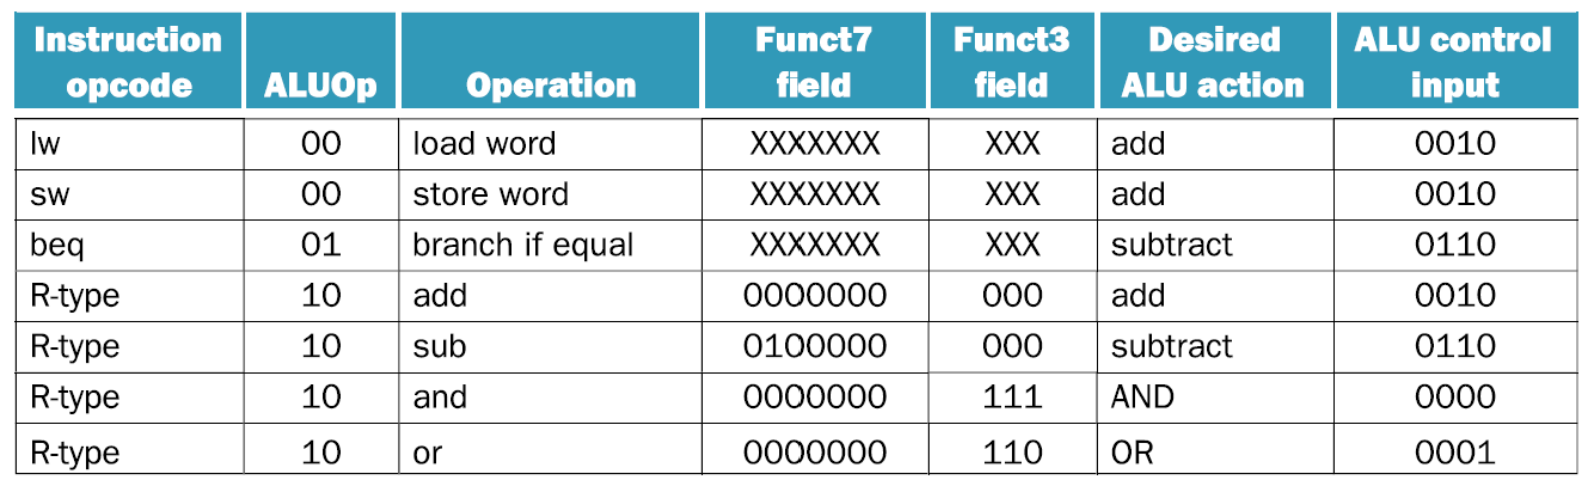 Instruction opcode ALUOp Operation Funct7 field Funct3 field Desired ALU action ALU control input
lw 00 load word XXXXXXX XXX add 0010
sw 00 store word XXXXXXX XXX add 0010
beq 01 branch if equal XXXXXXX XXX subtract 0110
R-type 10 add 0000000 000 add 0010
R-type 10 sub 0100000 000 subtract 0110
R-type 10 and 0000000 111 AND 0000
R-type 10 or 0000000 110 OR 0001